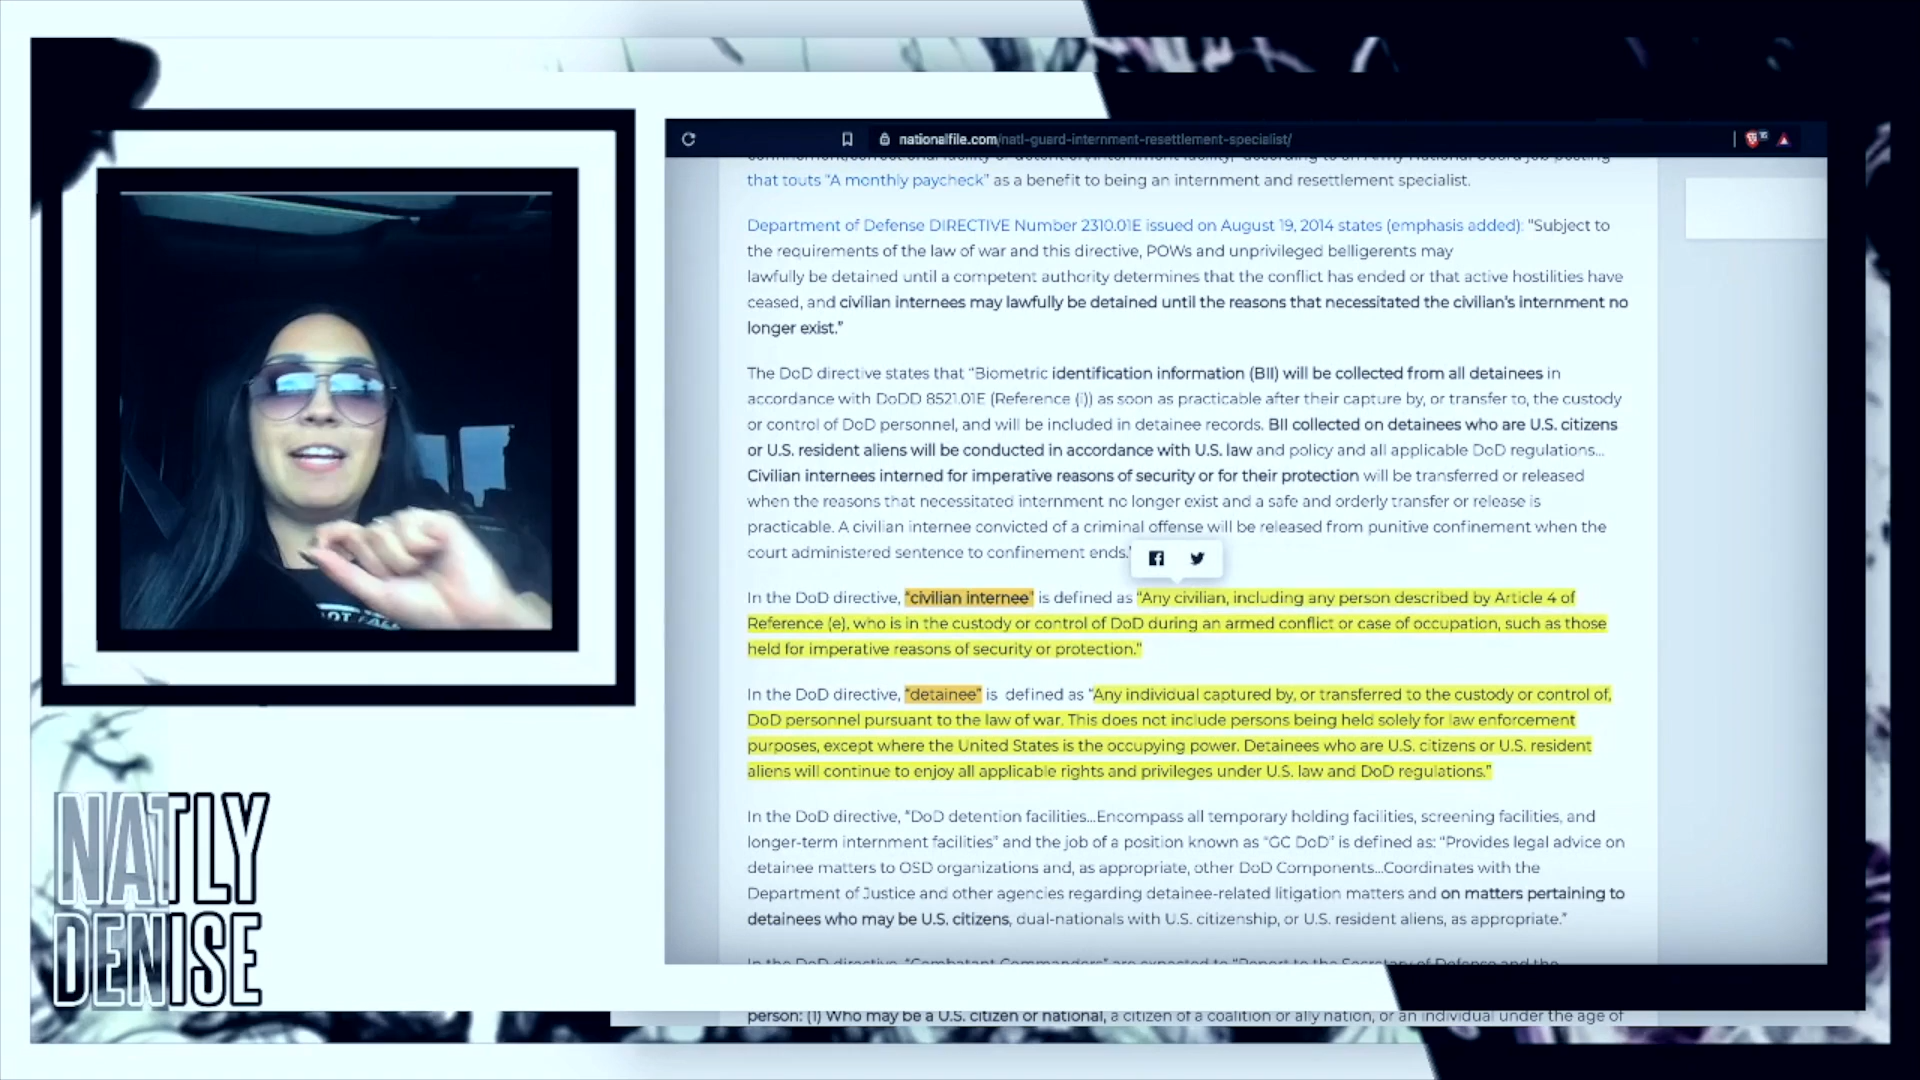 nationalfile.com/natl-guard-internment-resettlement-specialist/
that touts “A monthly paycheck” as a benefit to being an internment and resettlement specialist.
Department of Defense DIRECTIVE Number 2310.01E issued on August 19, 2014 states (emphasis added): "Subject to
the requirements of the law of war and this directive, POWs and unprivileged belligerents may
lawfully be detained until a competent authority determines that the conflict has ended or that active hostilities have
ceased, and civilian internees may lawfully be detained until the reasons that necessitated the civilian’s internment no
longer exist.”
The DoD directive states that “Biometric identification information (BII) will be collected from all detainees in
accordance with DoDD 8521.01E (Reference (i)) as soon as practicable after their capture by, or transfer to, the custody
or control of DoD personnel, and will be included in detainee records. BII collected on detainees who are U.S. citizens
or U.S. resident aliens will be conducted in accordance with U.S. law and policy and all applicable DoD regulations…
Civilian internees interned for imperative reasons of security or for their protection will be transferred or released
when the reasons that necessitated internment no longer exist and a safe and orderly transfer or release is
practicable. A civilian internee convicted of a criminal offense will be released from punitive confinement when the
court administered sentence to confinement ends.
In the DoD directive, “civilian internee” is defined as “Any civilian, including any person described by Article 4 of
Reference (e), who is in the custody or control of DoD during an armed conflict or case of occupation, such as those
held for imperative reasons of security or protection.”
In the DoD directive, “detainee” is defined as “Any individual captured by, or transferred to the custody or control of,
DoD personnel pursuant to the law of war. This does not include persons being held solely for law enforcement
purposes, except where the United States is the occupying power. Detainees who are U.S. citizens or U.S. resident
aliens will continue to enjoy all applicable rights and privileges under U.S. law and DoD regulations.”
In the DoD directive, “DoD detention facilities…Encompass all temporary holding facilities, screening facilities, and
longer-term internment facilities” and the job of a position known as “GC DoD” is defined as: “Provides legal advice on
detainee matters to OSD organizations and, as appropriate, other DoD Components…Coordinates with the
Department of Justice and other agencies regarding detainee-related litigation matters and on matters pertaining to
detainees who may be U.S. citizens, dual-nationals with U.S. citizenship, or U.S. resident aliens, as appropriate.”
In the DoD directive, “Combatant Commanders” are expected to “Report to the Secretary of Defense and the
person: (1) Who may be a U.S. citizen or national, a citizen of a coalition or ally nation, or an individual under the age of
NATLY
DENISE